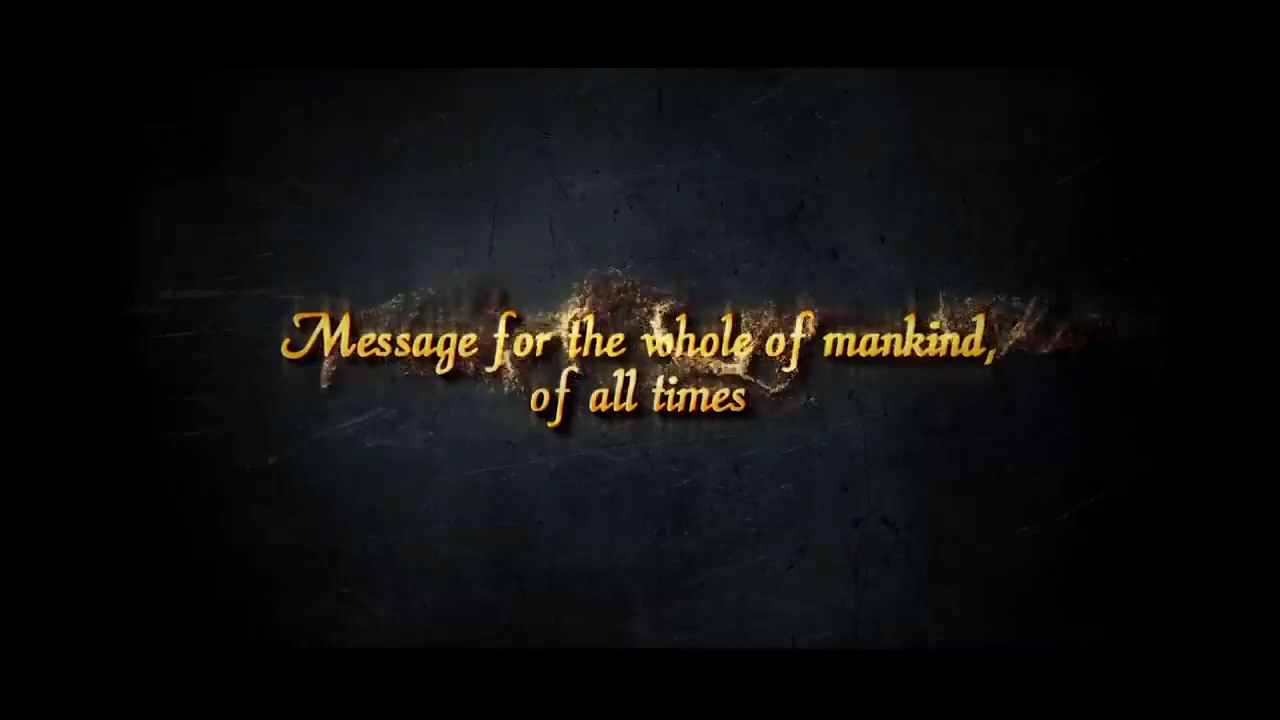 Message for the whole of mankind,
of all times